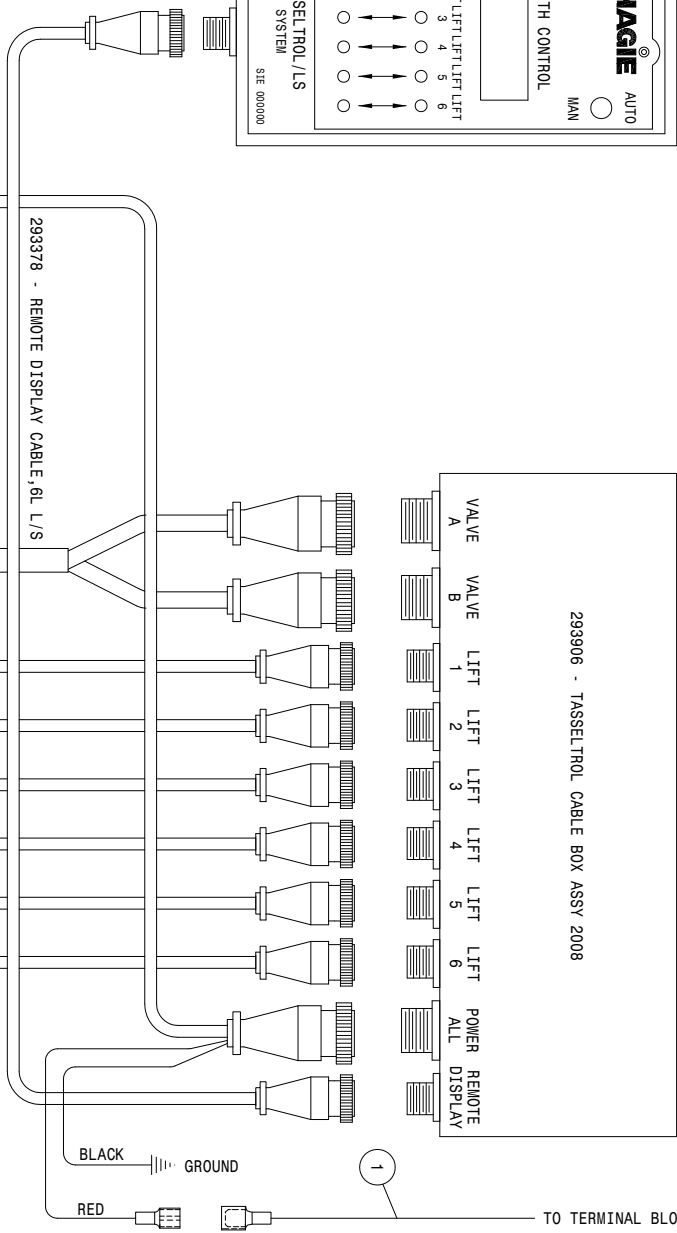 HAGIE
AUTO
MAN
TH CONTROL
LIFT LIFT LIFT LIFT
3 4 5 6
SELTROL/LS
SYSTEM
SIE 000000
293378 - REMOTE DISPLAY CABLE,6L L/S
293906 - TASSELTROL CABLE BOX ASSY 2008
VALVE
A
VALVE
B
LIFT
1
LIFT
2
LIFT
3
LIFT
4
LIFT
5
LIFT
6
POWER
ALL
REMOTE
DISPLAY
BLACK
GROUND
RED
1
TO TERMINAL BLO